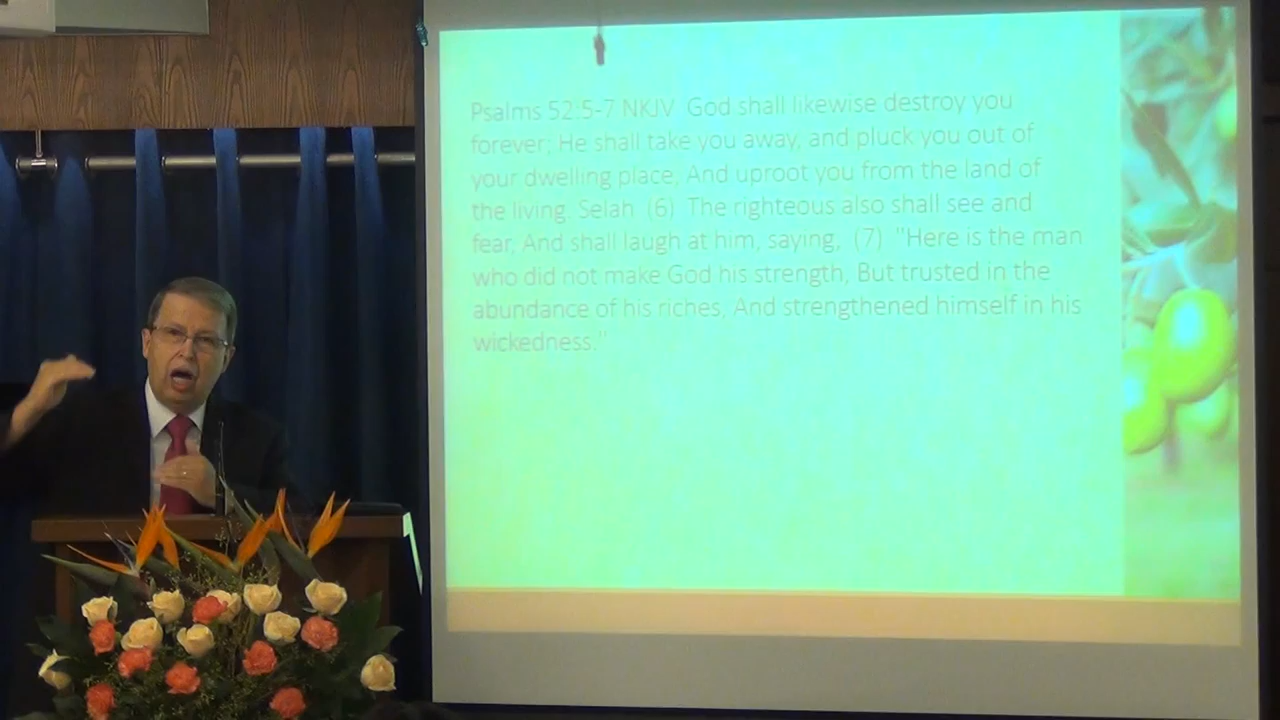 Psalms 52:5-7 NKJV God shall likewise destroy you
forever; He shall take you away, and pluck you out of
your dwelling place, And uproot you from the land of
the living. Selah (6) The righteous also shall see and
fear, And shall laugh at him, saying, (7) "Here is the man
who did not make God his strength, But trusted in the
abundance of his riches, And strengthened himself in his
wickedness."